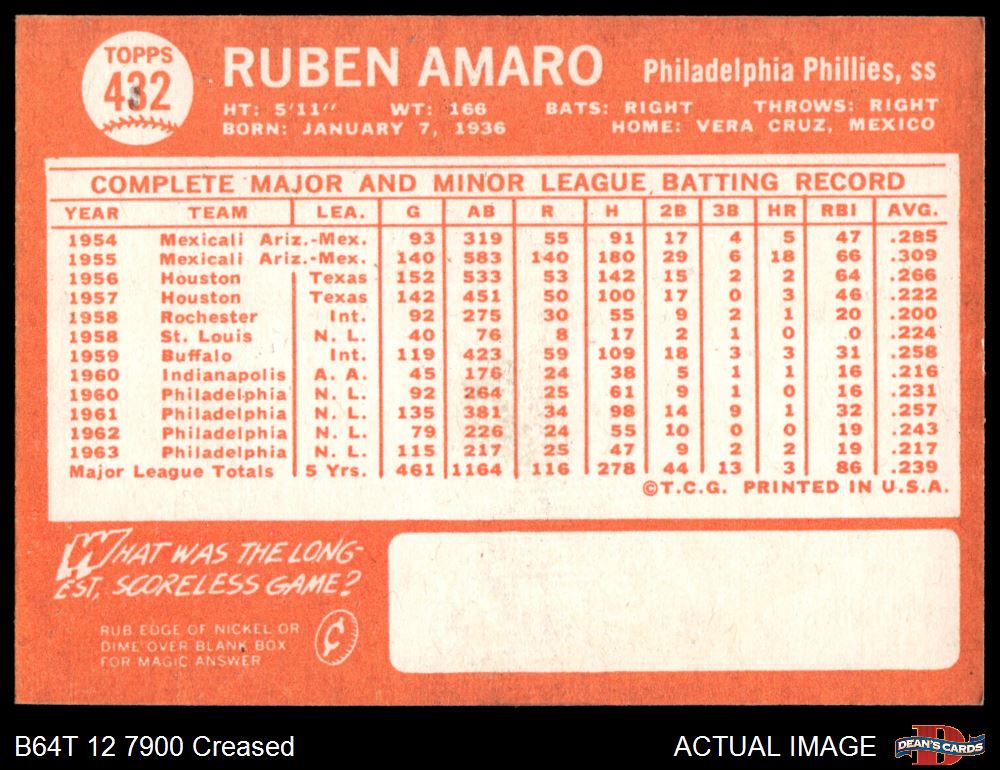 TOPPS
432
RUBEN AMARO Philadelphia Phillies, ss
HT: 5'11" WT: 166 BATS: RIGHT THROWS: RIGHT
BORN: JANUARY 7, 1936 HOME: VERA CRUZ, MEXICO
COMPLETE MAJOR AND MINOR LEAGUE BATTING RECORD
YEAR TEAM LEA. G AB R H 2B 3B HR RBI AVG.
1954 Mexicali Ariz.-Mex. 93 319 55 91 17 4 5 47 .285
1955 Mexicali Ariz.-Mex. 140 583 140 180 29 6 18 66 .309
1956 Houston Texas 152 533 53 142 15 2 2 64 .266
1957 Houston Texas 142 451 50 100 17 0 3 46 .222
1958 Rochester Int. 92 275 30 55 9 2 1 20 .200
1958 St. Louis N. L. 40 76 8 17 2 1 0 0 .224
1959 Buffalo Int. 119 423 59 109 18 3 3 31 .258
1960 Indianapolis A. A. 45 176 24 38 5 1 1 16 .216
1960 Philadelphia N. L. 92 264 25 61 9 1 0 16 .231
1961 Philadelphia N. L. 135 381 34 98 14 9 1 32 .257
1962 Philadelphia N. L. 79 226 24 55 10 0 0 19 .243
1963 Philadelphia N. L. 115 217 25 47 9 2 2 19 .217
Major League Totals 5 Yrs. 461 1164 116 278 44 13 3 86 .239
©T.C.G. PRINTED IN U.S.A.
WHAT WAS THE LONG-
EST, SCORELESS GAME?
RUB EDGE OF NICKEL OR
DIME OVER BLANK BOX
FOR MAGIC ANSWER
¢
B64T 12 7900 Creased ACTUAL IMAGE DEAN'S CARDS